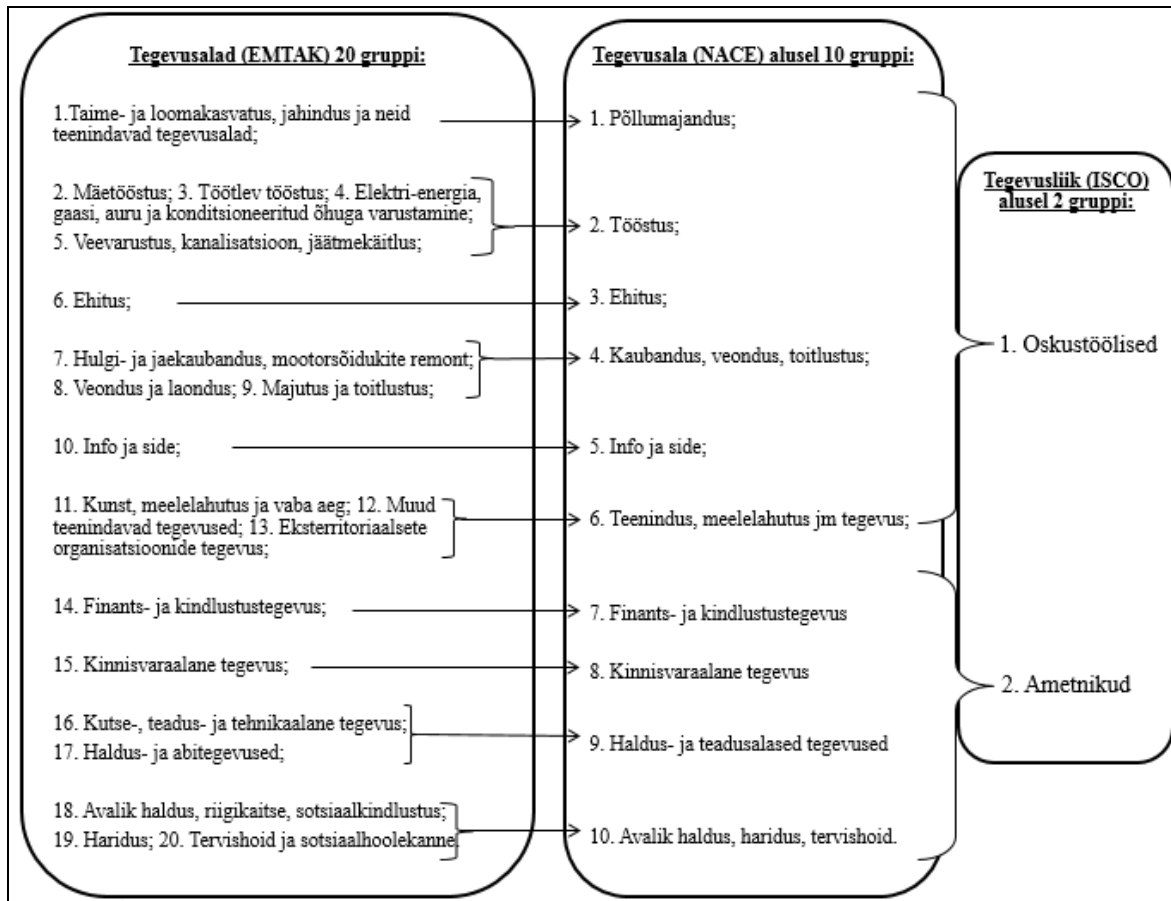 Tegevusalad (EMTAK) 20 gruppi:
1.Taime- ja loomakasvatus, jahindus ja neid
teenindavad tegevusalad;
2. Mäetööstus; 3. Töötlev tööstus; 4. Elektri-energia,
gaasi, auru ja konditsioneeritud õhuga varustamine;
5. Veevarustus, kanalisatsioon, jäätmekäitlus;
6. Ehitus;
7. Hulgi- ja jaekaubandus, mootorsõidukite remont;
8. Veondus ja laondus; 9. Majutus ja toitlustus;
10. Info ja side;
11. Kunst, meelelahutus ja vaba aeg; 12. Muud
teenindavad tegevused; 13. Eksterritoriaalsete
organisatsioonide tegevus;
14. Finants- ja kindlustustegevus;
15. Kinnisvaraalane tegevus;
16. Kutse-, teadus- ja tehnikaalane tegevus;
17. Haldus- ja abitegevused;
18. Avalik haldus, riigikaitse, sotsiaalkindlustus;
19. Haridus; 20. Tervishoid ja sotsiaalhoolekanne.
Tegevusala (NACE) alusel 10 gruppi:
1. Põllumajandus;
2. Tööstus;
3. Ehitus;
4. Kaubandus, veondus, toitlustus;
5. Info ja side;
6. Teenindus, meelelahutus jm tegevus;
7. Finants- ja kindlustustegevus
8. Kinnisvaraalane tegevus
9. Haldus- ja teadusalased tegevused
10. Avalik haldus, haridus, tervishoid.
Tegevusliik (ISCO)
alusel 2 gruppi:
1. Oskustöölised
2. Ametnikud